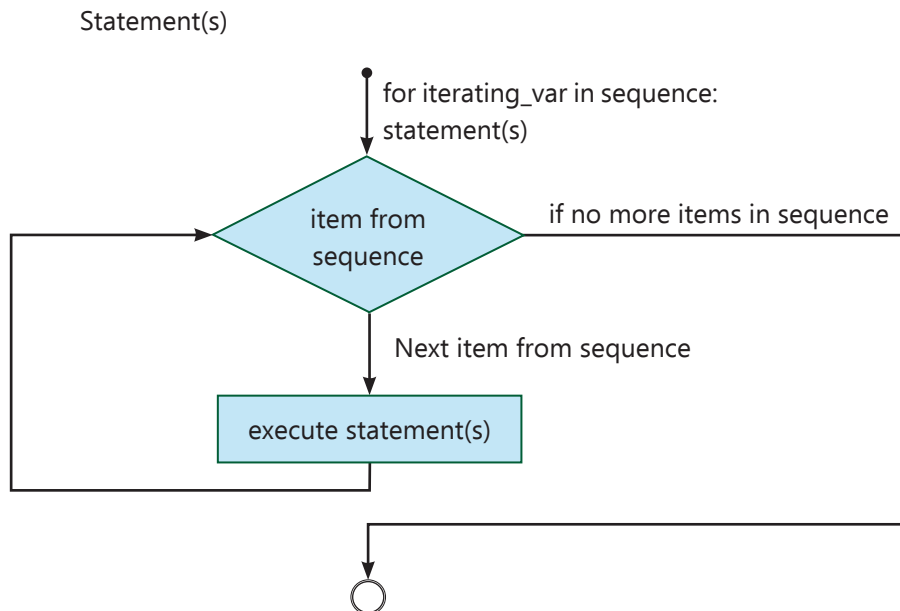 Statement(s)
for iterating_var in sequence:
statement(s)
item from
sequence
if no more items in sequence
Next item from sequence
execute statement(s)